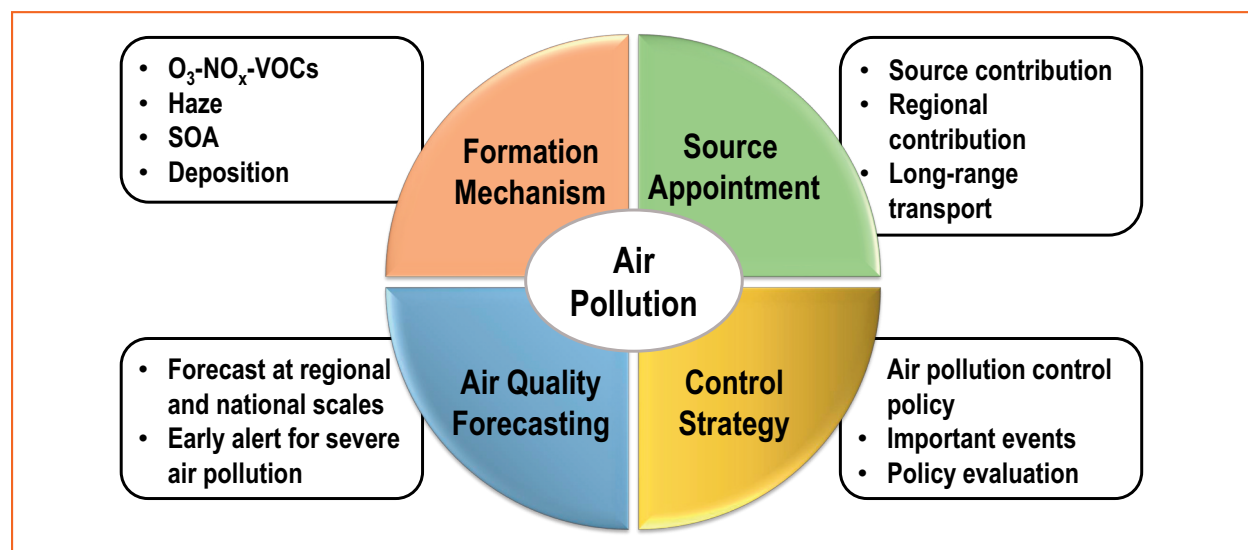 • O₃-NOₓ-VOCs
• Haze
• SOA
• Deposition
Formation
Mechanism
Source
Appointment
• Source contribution
• Regional
contribution
• Long-range
transport
Air
Pollution
• Forecast at regional
and national scales
• Early alert for severe
air pollution
Air Quality
Forecasting
Control
Strategy
Air pollution control
policy
• Important events
• Policy evaluation